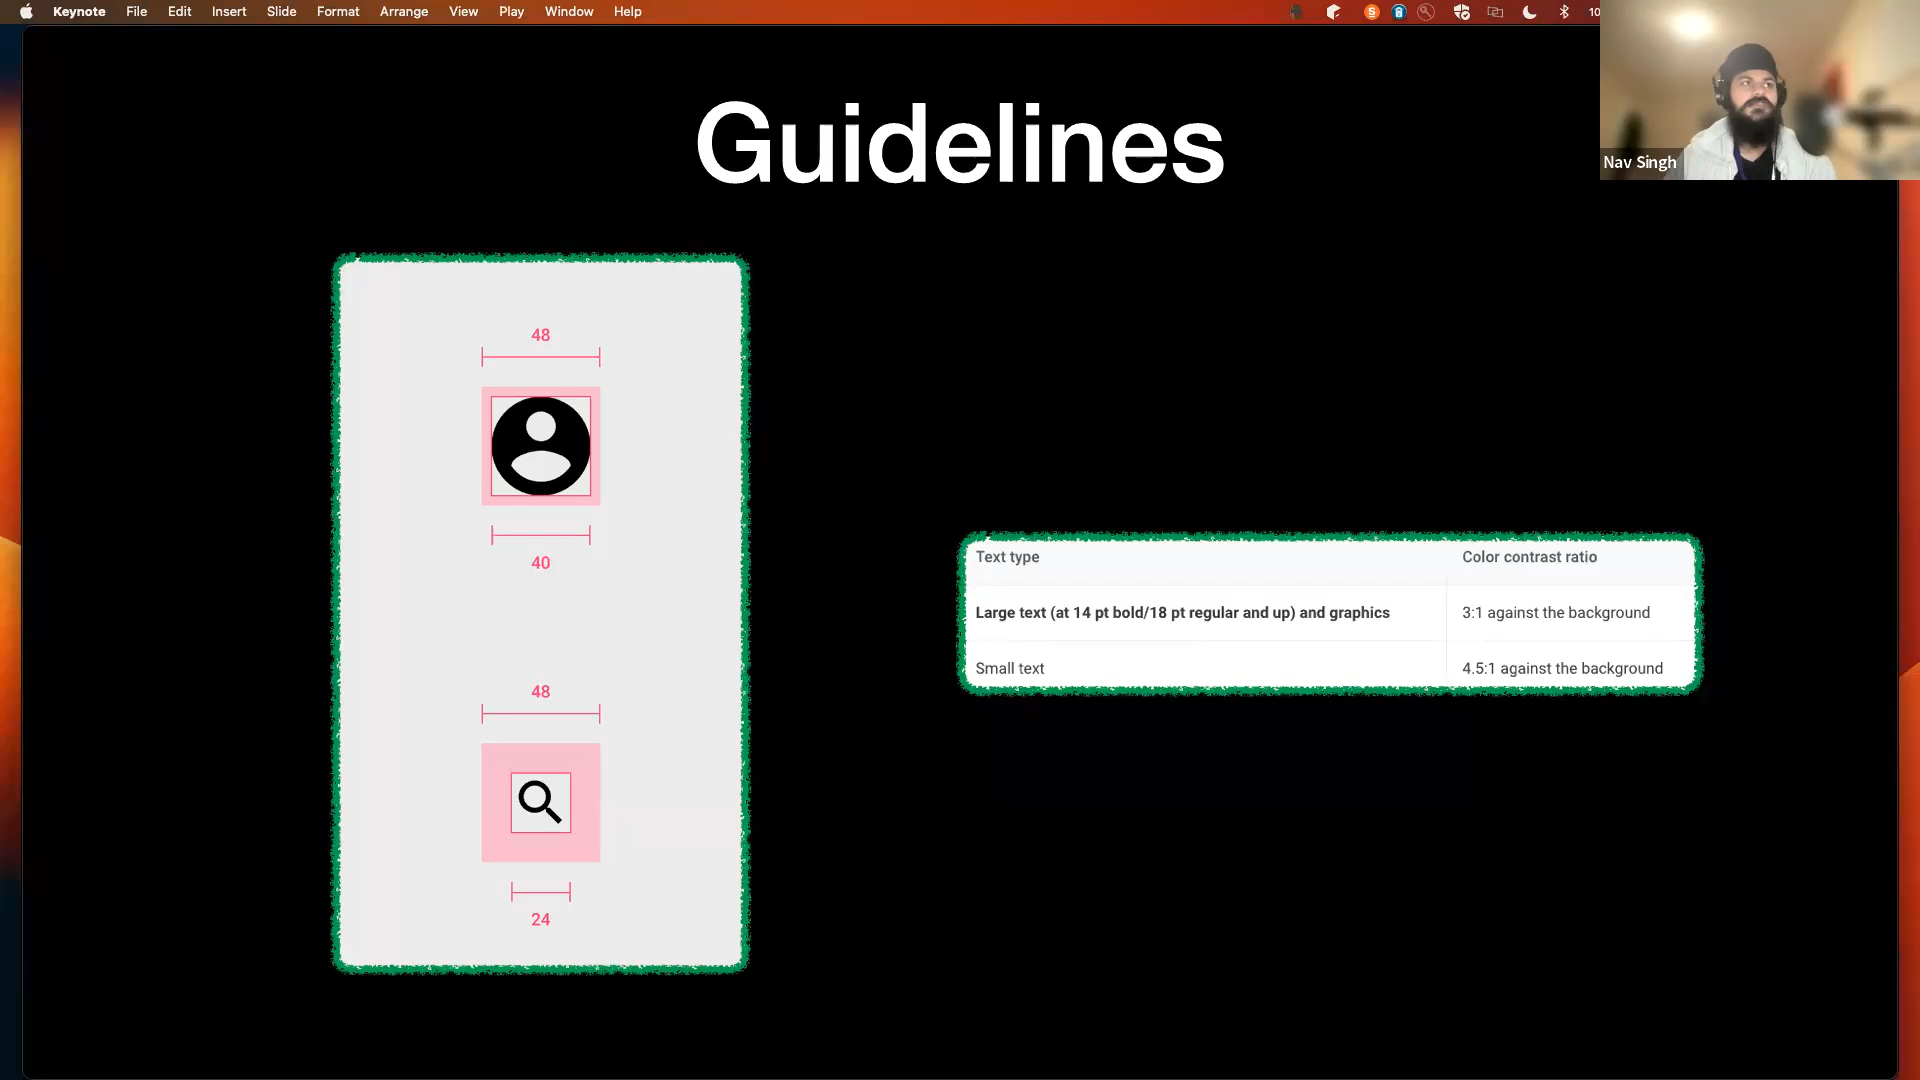 Keynote File Edit Insert Slide Format Arrange View Play Window Help
S
10
Nav Singh
Guidelines
48
40
48
24
Text type Color contrast ratio
Large text (at 14 pt bold/18 pt regular and up) and graphics 3:1 against the background
Small text 4.5:1 against the background